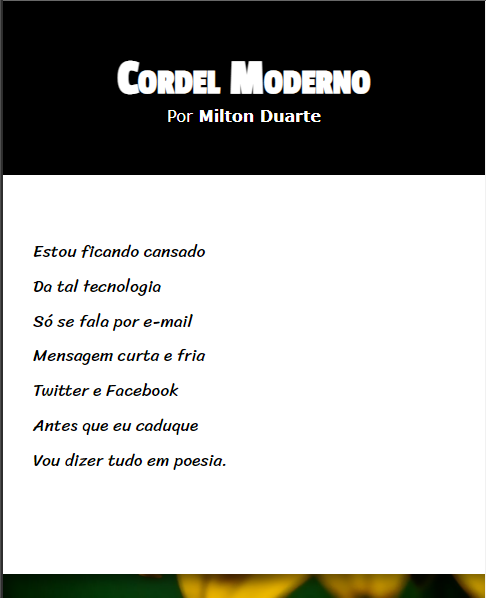 Cordel Moderno
Por Milton Duarte
Estou ficando cansado
Da tal tecnologia
Só se fala por e-mail
Mensagem curta e fria
Twitter e Facebook
Antes que eu caduque
Vou dizer tudo em poesia.